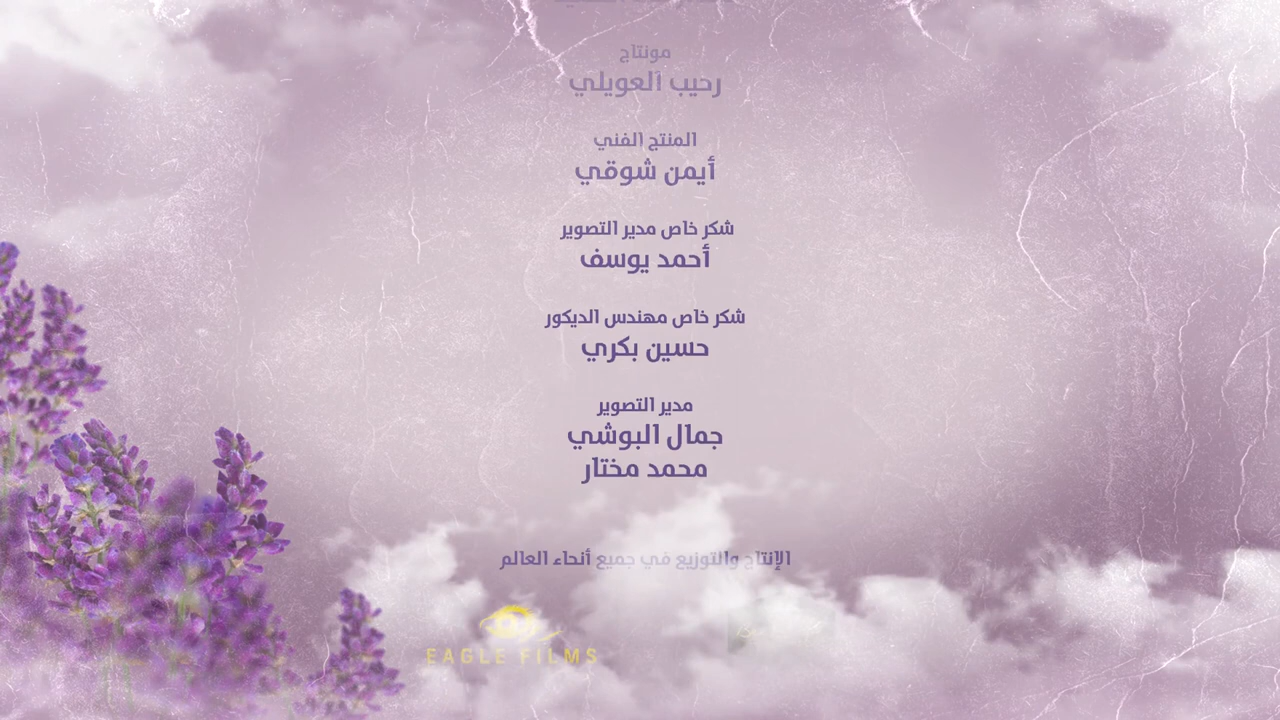 مونتاج
رحيب العويلي
المنتج الفني
أيمن شوقي
شكر خاص مدير التصوير
أحمد يوسف
شكر خاص مهندس الديكور
حسين بكري
مدير التصوير
جمال البوشي
محمد مختار
الإنتاج والتوزيع في جميع أنحاء العالم
EAGLE FILMS